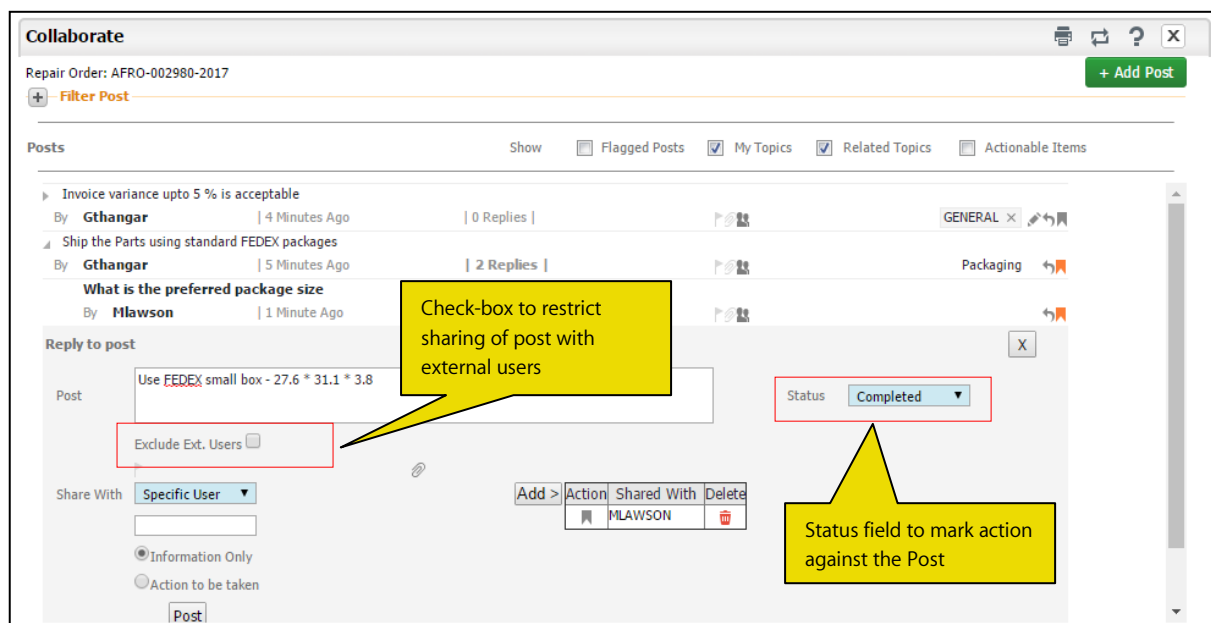 Collaborate
? X
Repair Order: AFRO-002980-2017
+ Add Post
+ Filter Post
Posts Show Flagged Posts My Topics Related Topics Actionable Items
Invoice variance upto 5 % is acceptable
By Gthangar | 4 Minutes Ago | 0 Replies | GENERAL ×
Ship the Parts using standard FEDEX packages
By Gthangar | 5 Minutes Ago | 2 Replies | Packaging
What is the preferred package size
By Mlawson | 1 Minute Ago
Check-box to restrict
sharing of post with
external users
Reply to post X
Post Use FEDEX small box - 27.6 * 31.1 * 3.8
Status Completed
Exclude Ext. Users
Share With Specific User
Add > Action Shared With Delete
MLAWSON
Information Only
Action to be taken
Post
Status field to mark action
against the Post